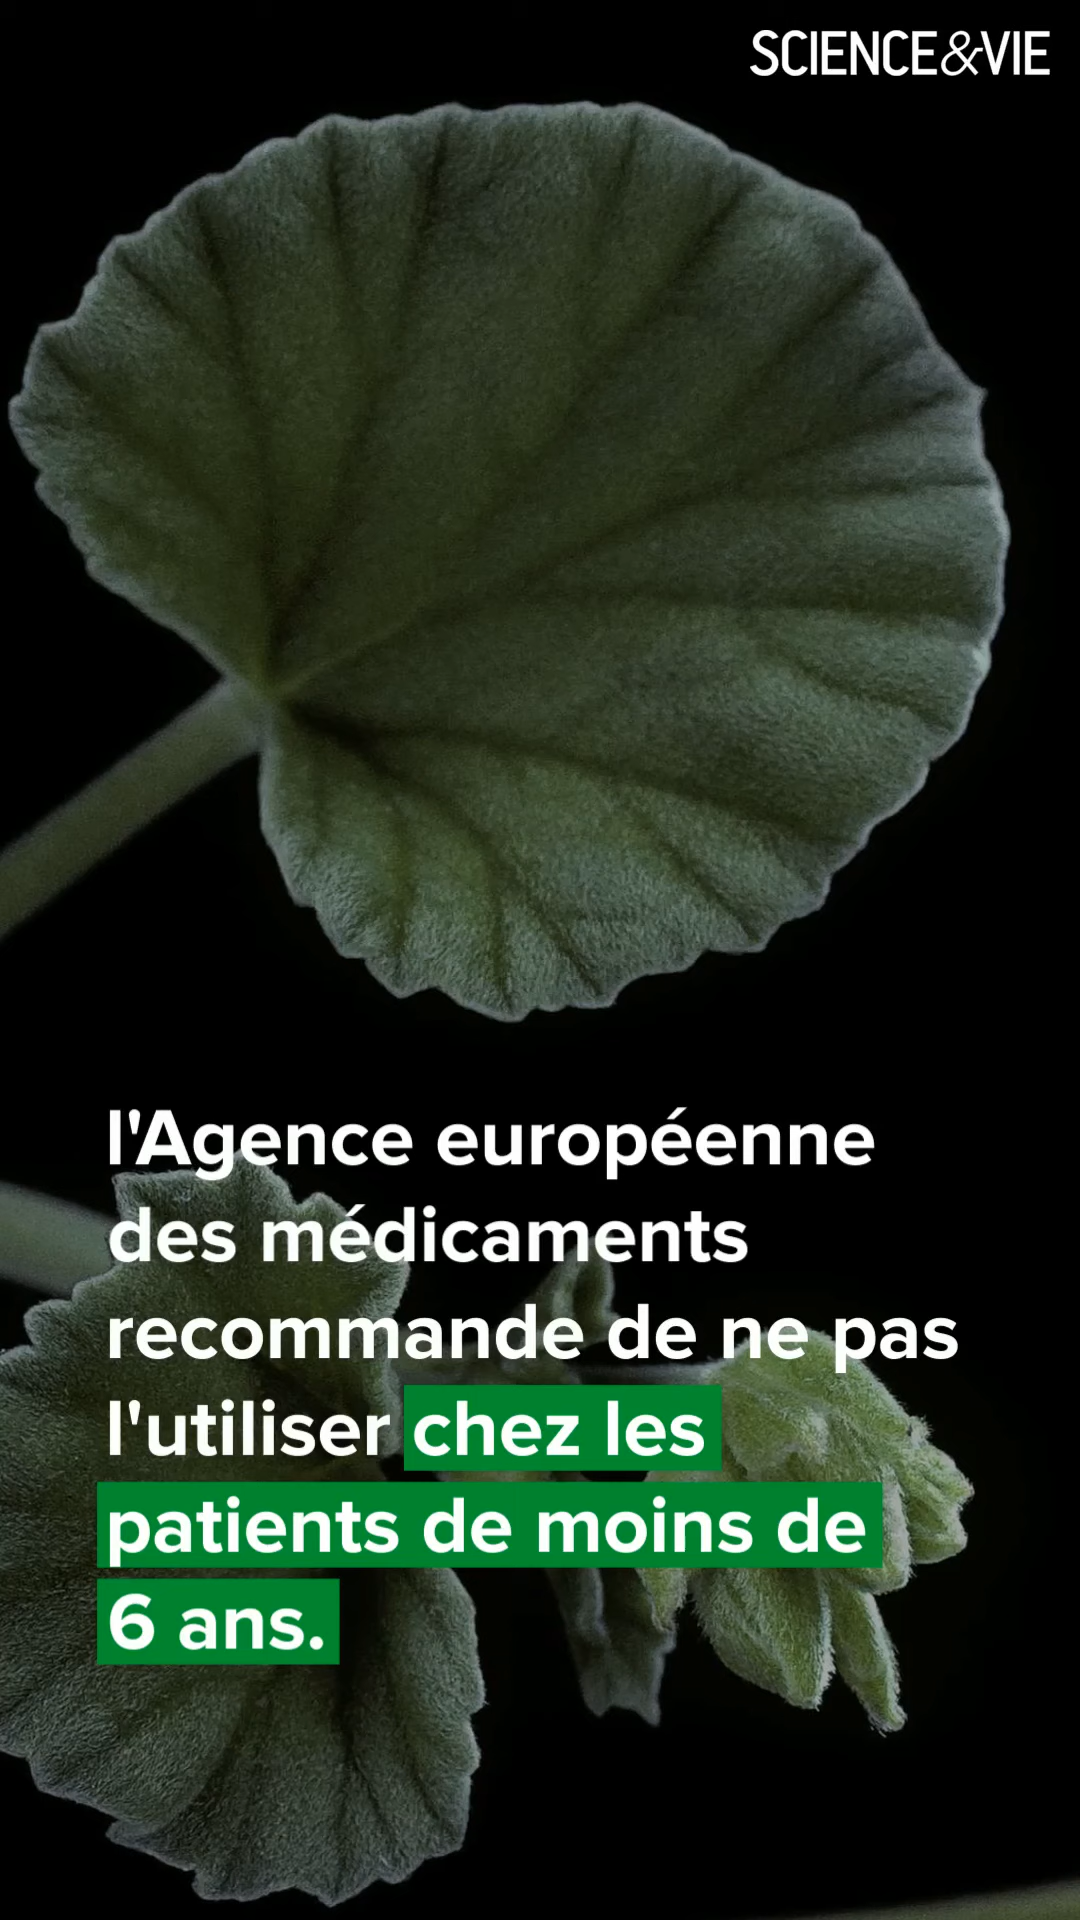 SCIENCE&VIE
l'Agence européenne
des médicaments
recommande de ne pas
l'utiliser chez les
patients de moins de
6 ans.